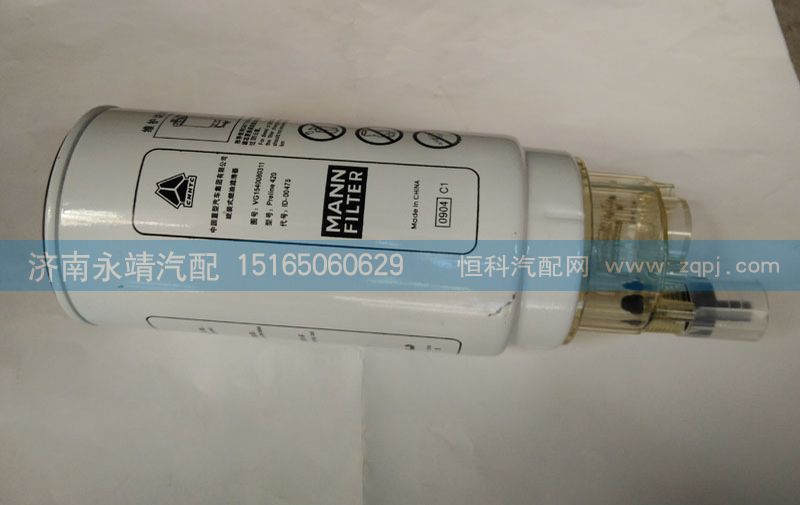 维护
CNHTC
中国重型汽车集团有限公司
旋装式燃油滤清器
图号: VG1540080311
型号: Preline 420
代号: ID-00475
MANN
FILTER
Made in CHINA
0904 C1
济南永靖汽配 15165060629 恒科汽配网 www.zqpj.com